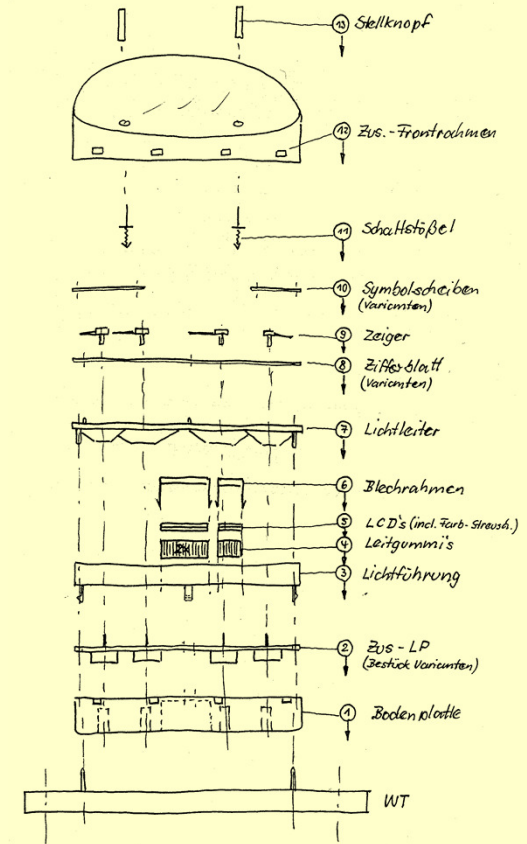 13 Stellknopf
12 Zus.-Frontrahmen
11 Schaltstößel
10 Symbolscheiben
(Varianten)
9 Zeiger
8 Zifferblatt
(Varianten)
7 Lichtleiter
6 Blechrahmen
5 LCD's (incl. Farb-Streusch.)
4 Leitgummi's
3 Lichtführung
2 Zus-LP
(Bestück Varianten)
1 Bodenplatte
WT